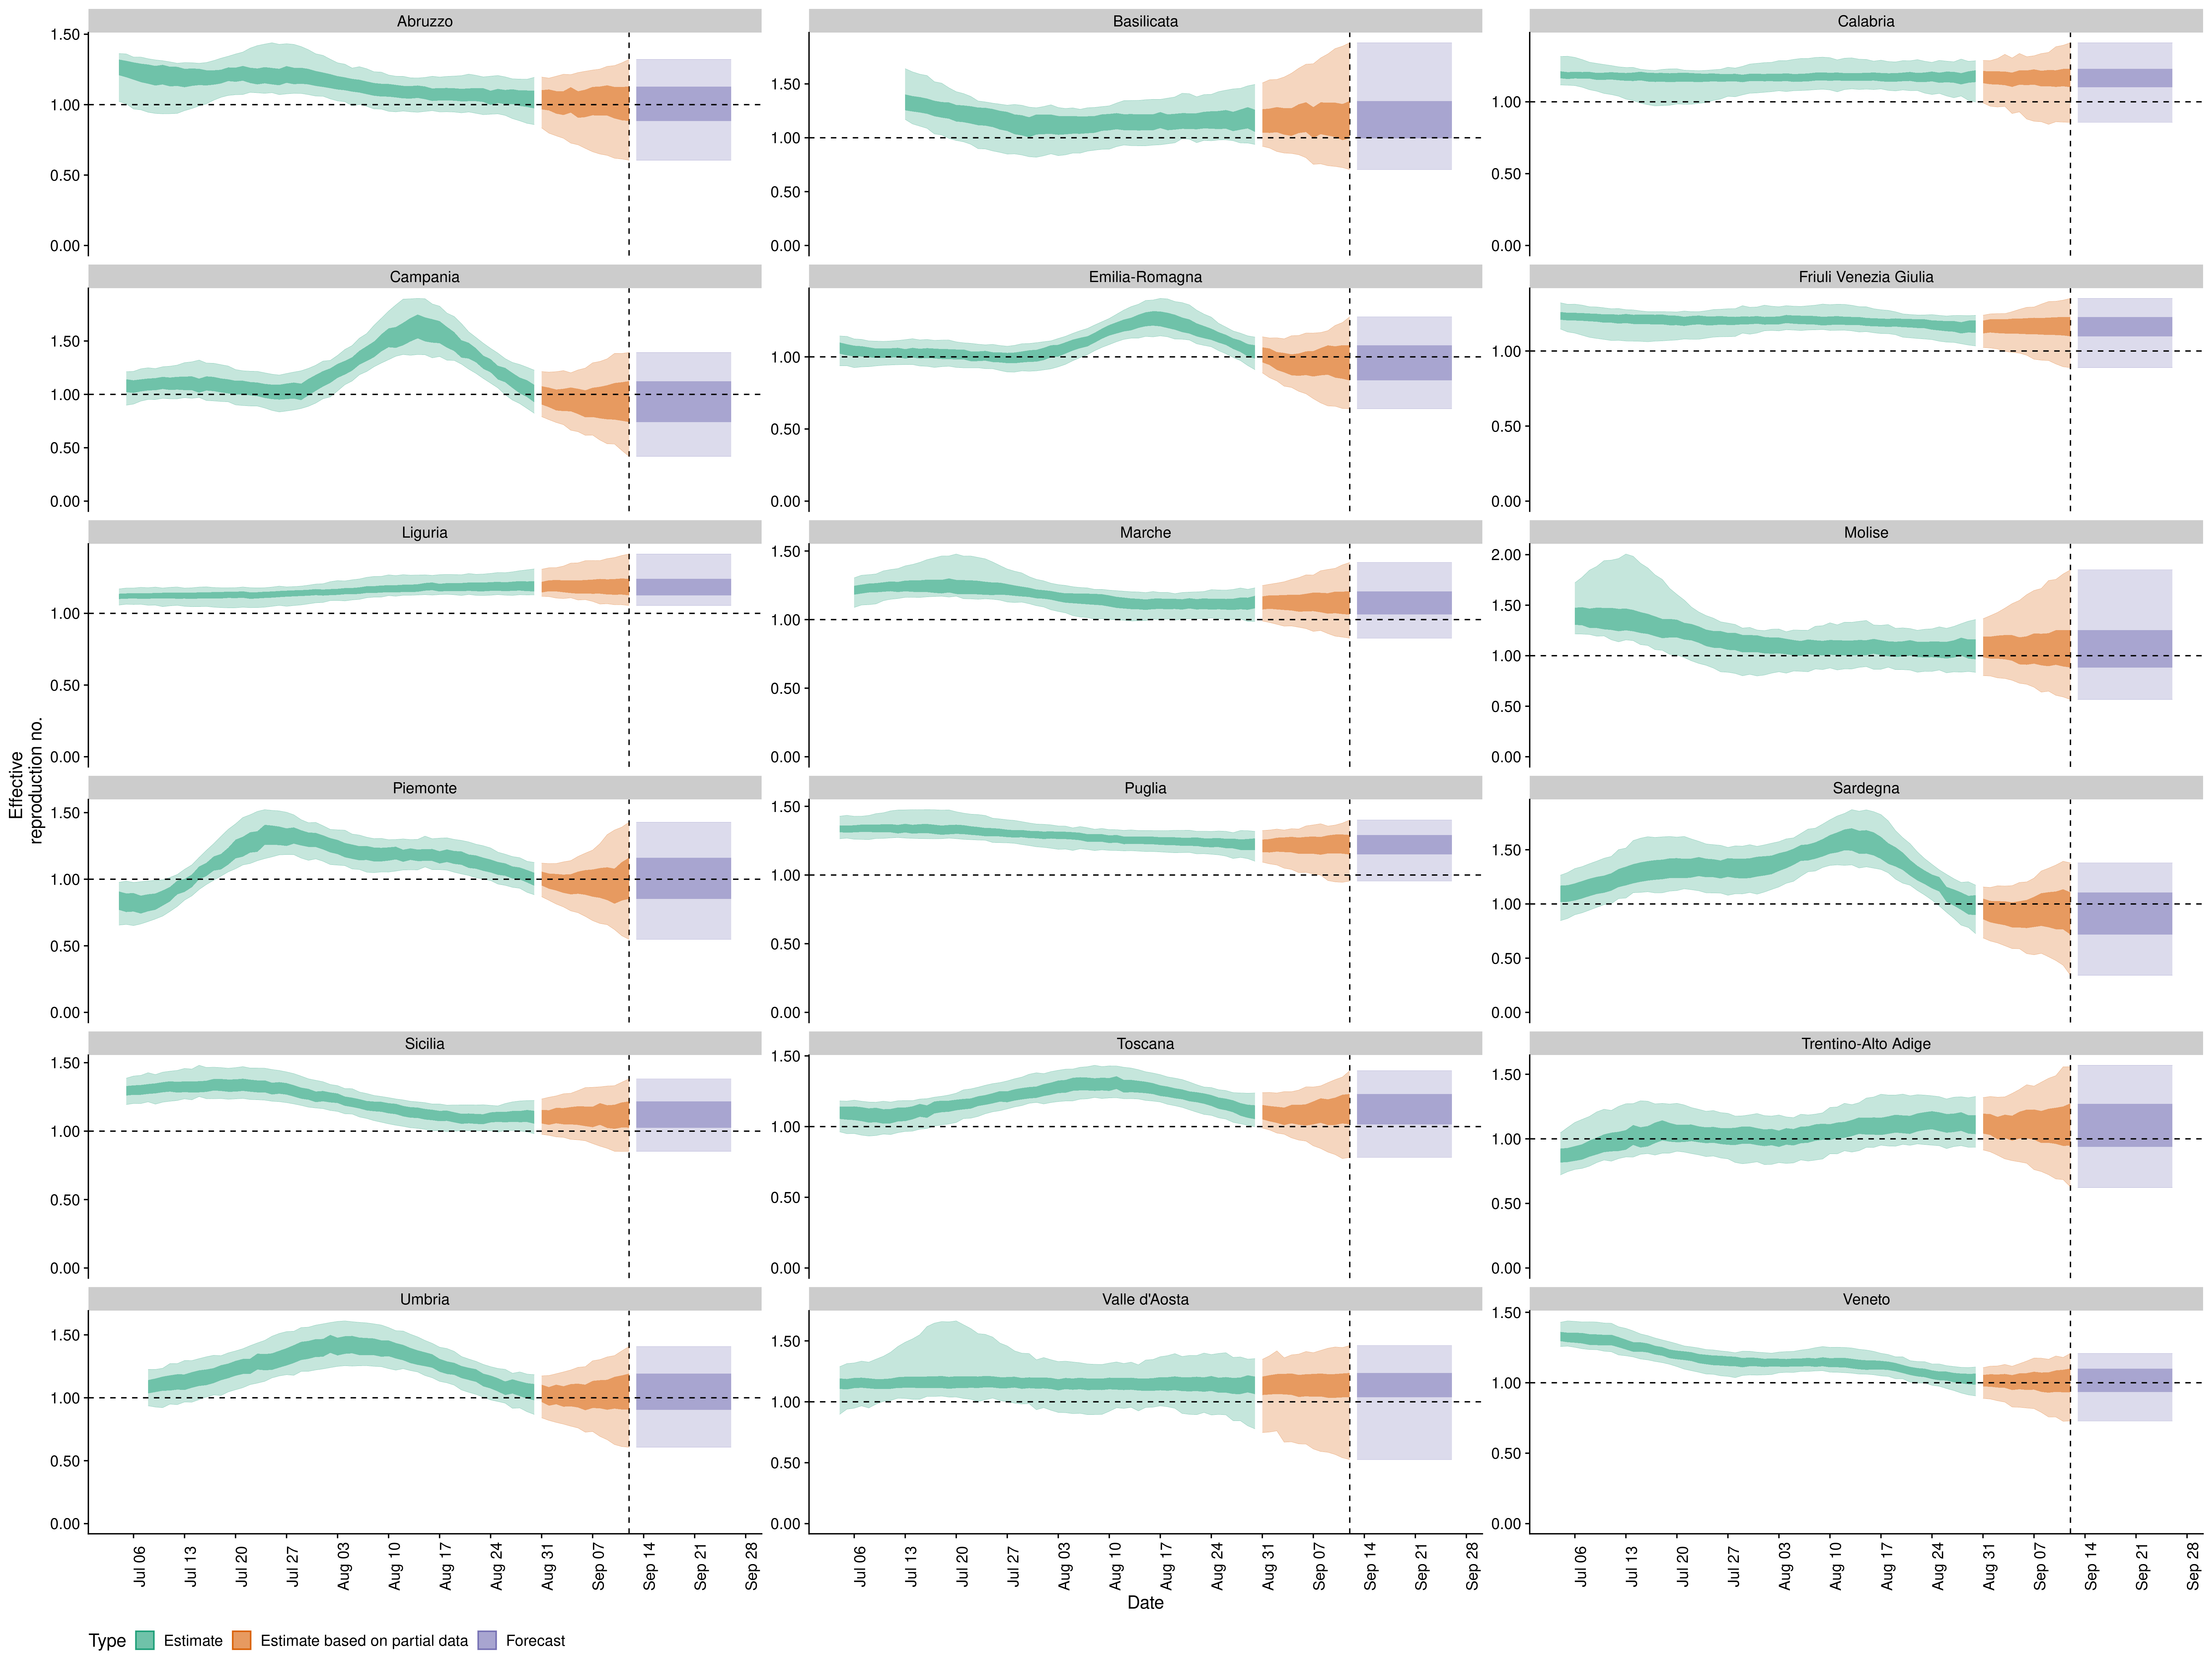 Abruzzo
Basilicata
Calabria
1.50
1.00
0.50
0.00
1.50
1.00
0.50
0.00
1.00
0.50
0.00
Campania
Emilia-Romagna
Friuli Venezia Giulia
1.50
1.00
0.50
0.00
1.00
0.50
0.00
1.00
0.50
0.00
Liguria
Marche
Molise
1.00
0.50
0.00
1.50
1.00
0.50
0.00
2.00
1.50
1.00
0.50
0.00
Effective
reproduction no.
Piemonte
Puglia
Sardegna
1.50
1.00
0.50
0.00
1.50
1.00
0.50
0.00
1.50
1.00
0.50
0.00
Sicilia
Toscana
Trentino-Alto Adige
1.50
1.00
0.50
0.00
1.50
1.00
0.50
0.00
1.50
1.00
0.50
0.00
Umbria
Valle d'Aosta
Veneto
1.50
1.00
0.50
0.00
1.50
1.00
0.50
0.00
1.50
1.00
0.50
0.00
Jul 06
Jul 13
Jul 20
Jul 27
Aug 03
Aug 10
Aug 17
Aug 24
Aug 31
Sep 07
Sep 14
Sep 21
Sep 28
Jul 06
Jul 13
Jul 20
Jul 27
Aug 03
Aug 10
Aug 17
Aug 24
Aug 31
Sep 07
Sep 14
Sep 21
Sep 28
Jul 06
Jul 13
Jul 20
Jul 27
Aug 03
Aug 10
Aug 17
Aug 24
Aug 31
Sep 07
Sep 14
Sep 21
Sep 28
Date
Type Estimate Estimate based on partial data Forecast